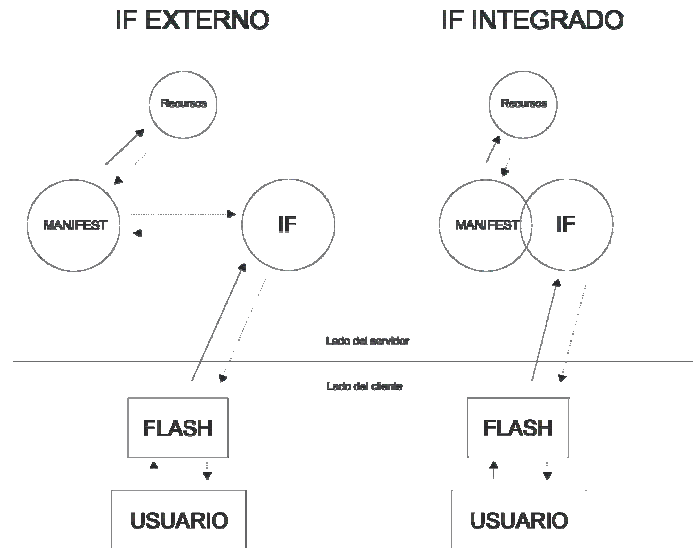 IF EXTERNO
IF INTEGRADO
Recursos
Recursos
MANIFEST
IF
MANIFEST
IF
Lado del servidor
Lado del cliente
FLASH
FLASH
USUARIO
USUARIO